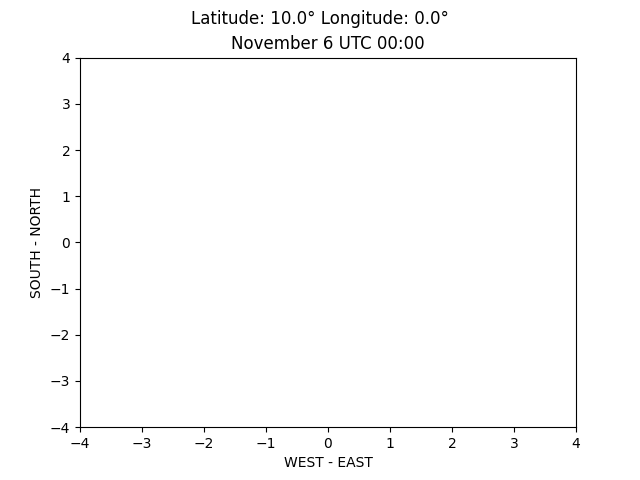 Latitude: 10.0° Longitude: 0.0°
November 6 UTC 00:00
4
3
2
1
0
−1
−2
−3
−4
SOUTH - NORTH
−4 −3 −2 −1 0 1 2 3 4
WEST - EAST